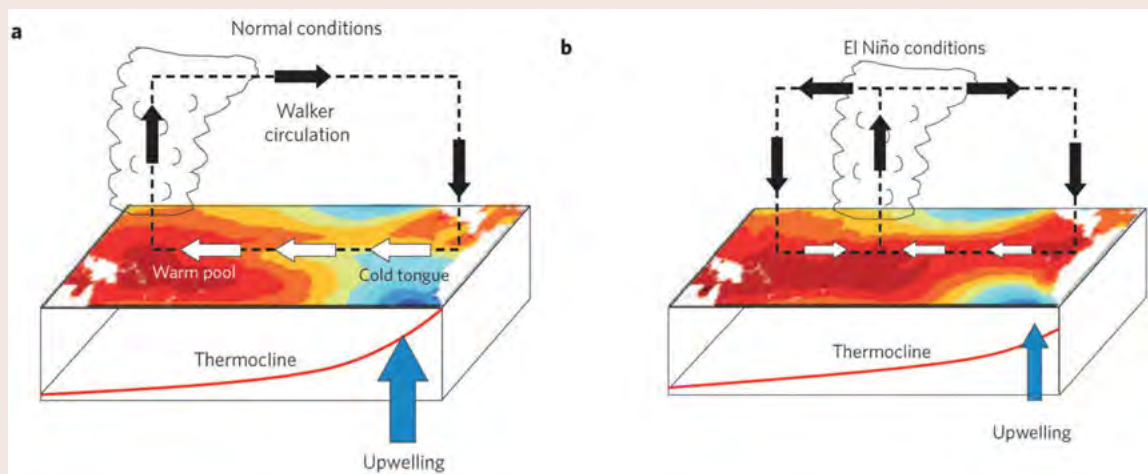 a
Normal conditions
Walker
circulation
Warm pool
Cold tongue
Thermocline
Upwelling
b
El Niño conditions
Thermocline
Upwelling